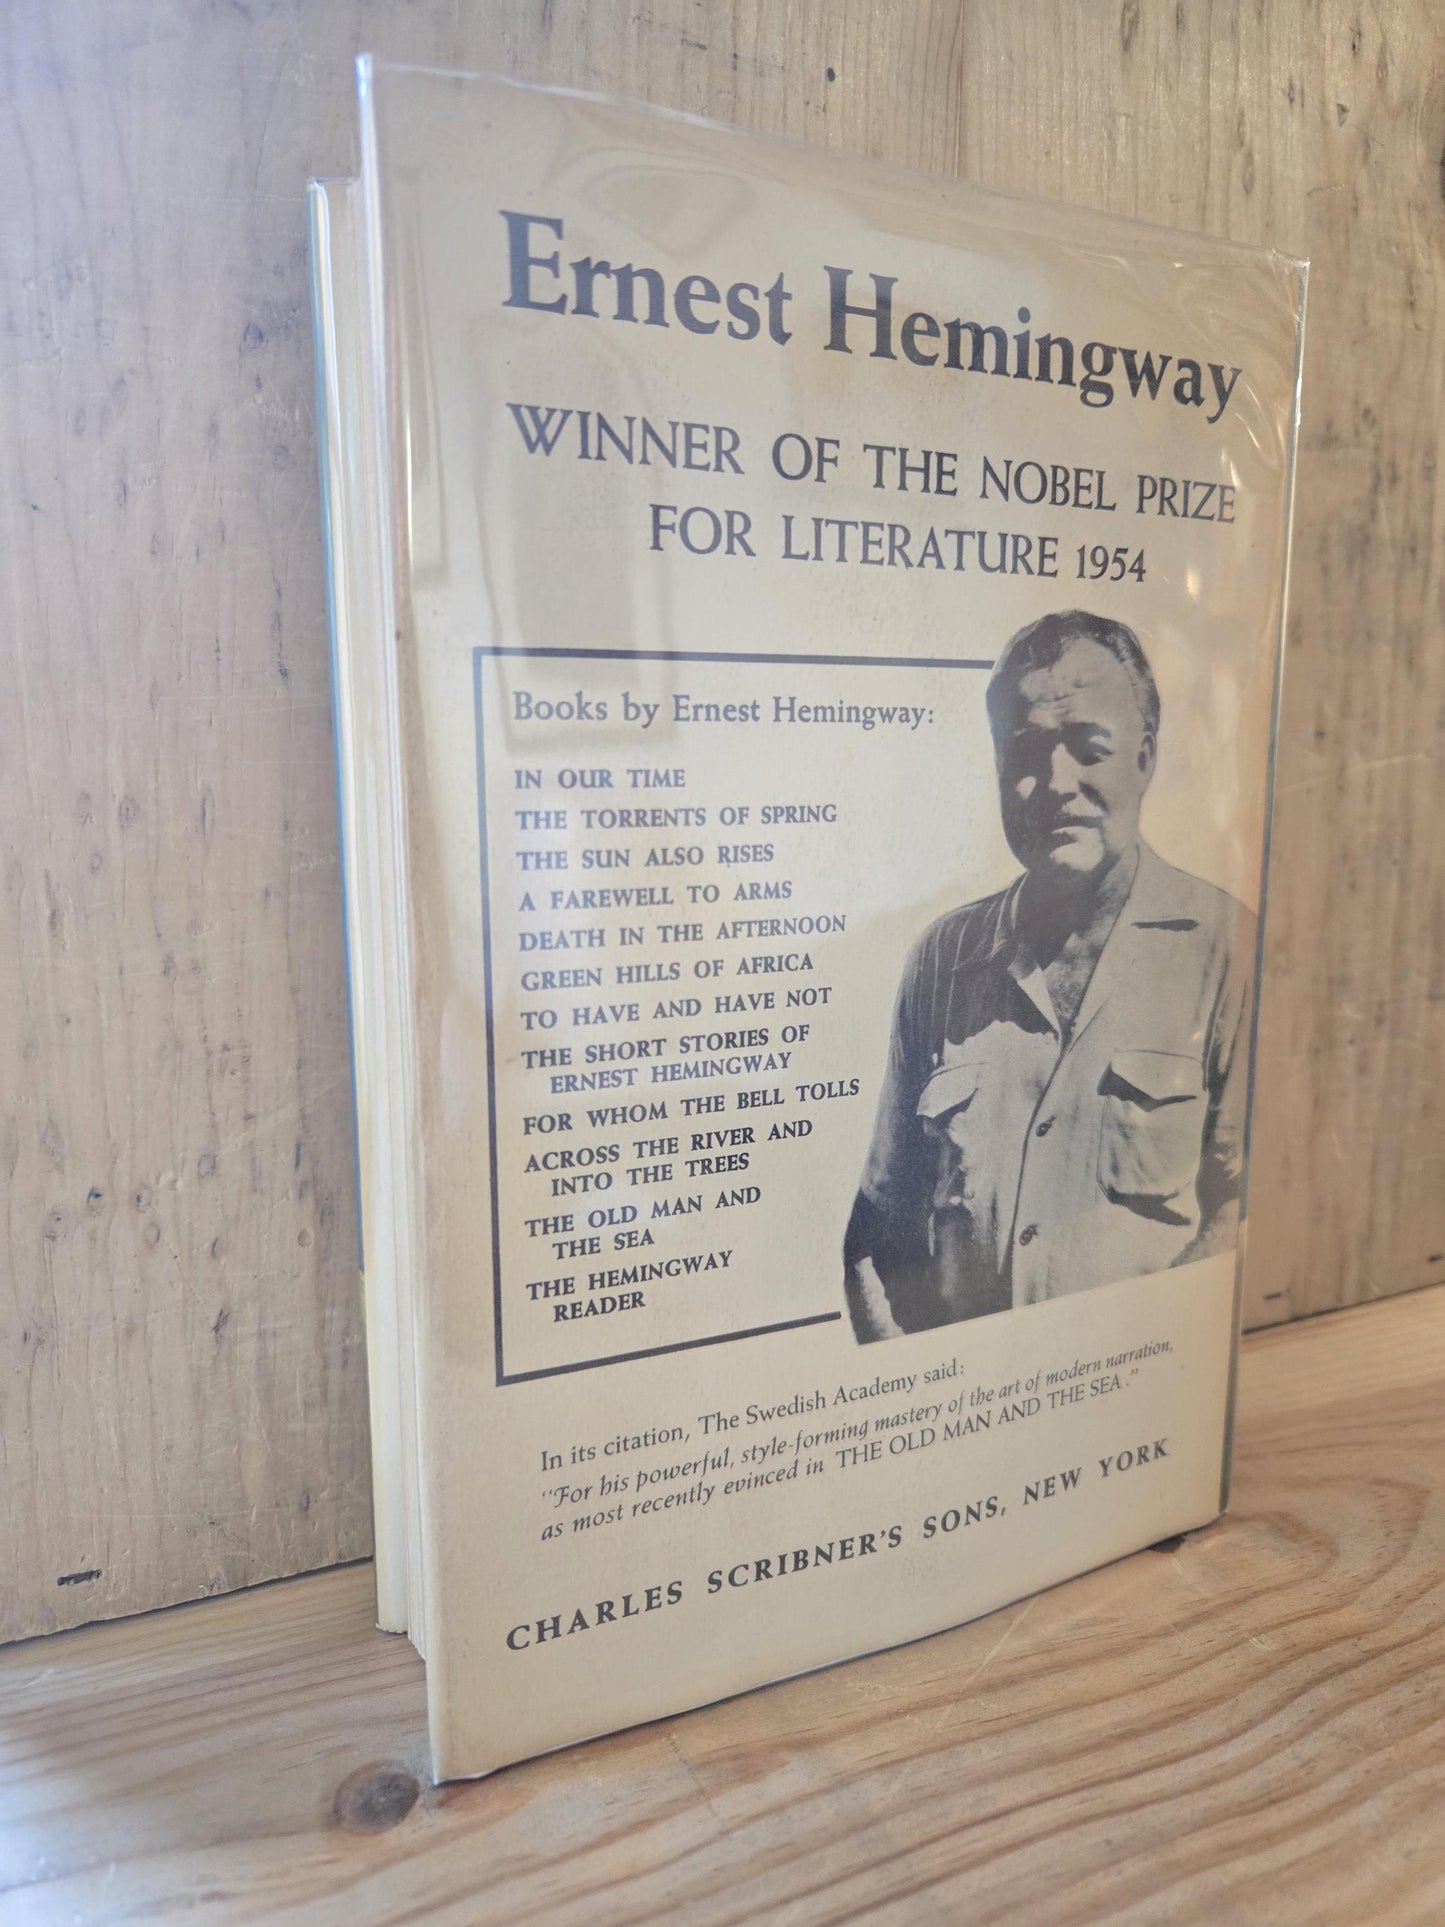 Ernest Hemingway
WINNER OF THE NOBEL PRIZE
FOR LITERATURE 1954
Books by Ernest Hemingway:
IN OUR TIME
THE TORRENTS OF SPRING
THE SUN ALSO RISES
A FAREWELL TO ARMS
DEATH IN THE AFTERNOON
GREEN HILLS OF AFRICA
TO HAVE AND HAVE NOT
THE SHORT STORIES OF
ERNEST HEMINGWAY
FOR WHOM THE BELL TOLLS
ACROSS THE RIVER AND
INTO THE TREES
THE OLD MAN AND
THE SEA
THE HEMINGWAY
READER
In its citation, The Swedish Academy said:
“For his powerful, style-forming mastery of the art of modern narration,
as most recently evinced in THE OLD MAN AND THE SEA.”
CHARLES SCRIBNER'S SONS, NEW YORK